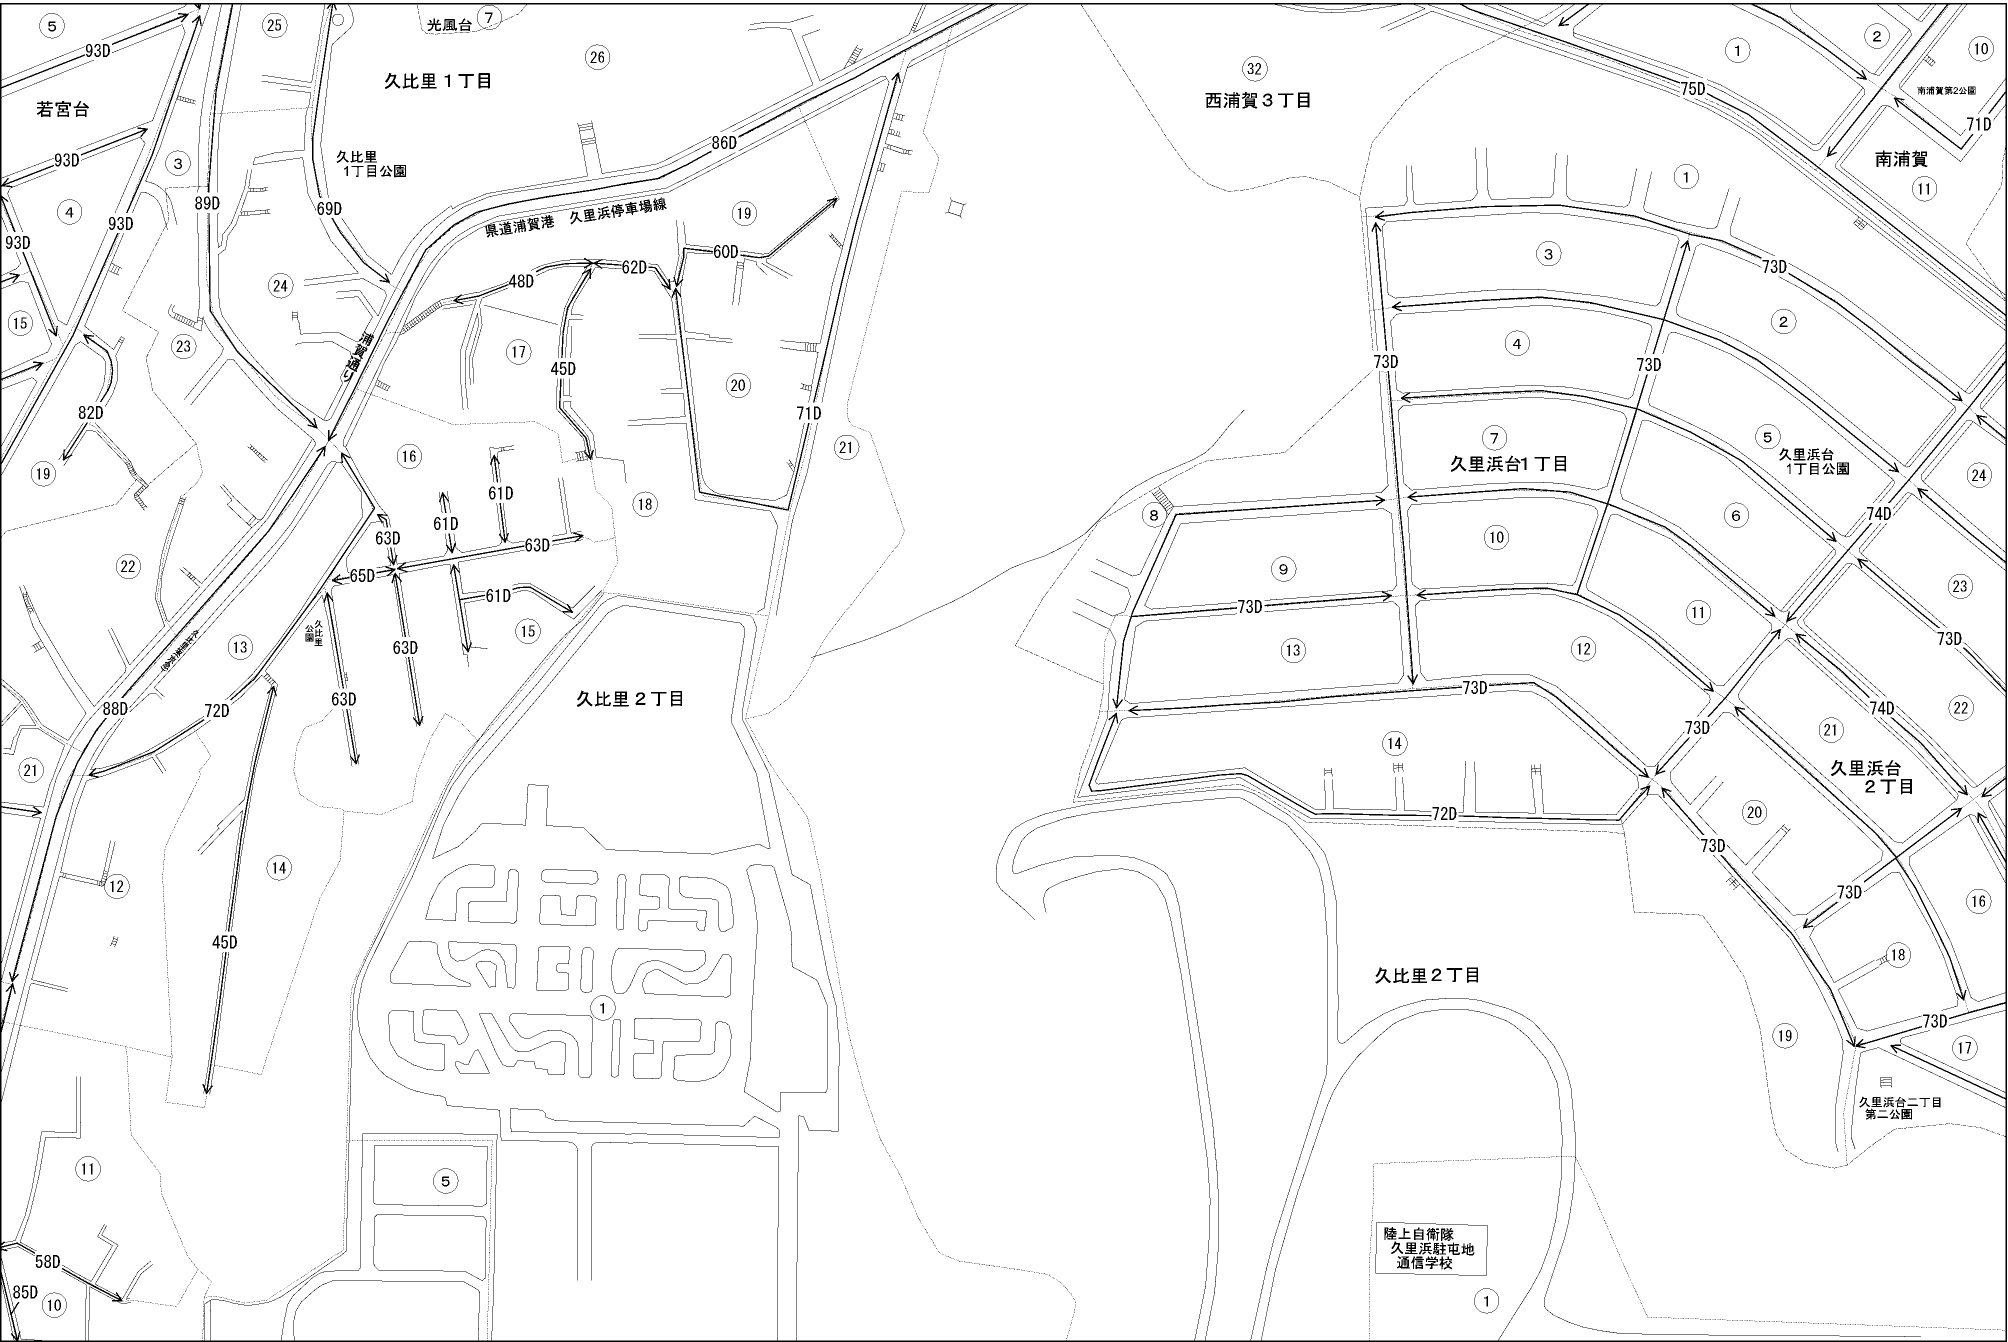 ⑤
93D
㉕
光風台 ⑦
久比里1丁目
㉖
若宮台
93D
③
久比里
1丁目公園
89D
69D
④
93D
93D
86D
県道浦賀港 久里浜停車場線
⑲
60D
62D
48D
㉔
⑮
㉓
浦賀通り
⑰
45D
⑳
71D
82D
⑲
⑯
㉑
61D
⑱
61D
63D
63D
65D
61D
㉒
久比里
公園
⑬
⑮
63D
63D
72D
88D
久比里2丁目
㉑
⑫
⑭
45D
①
⑪
⑤
58D
85D
⑩
㉜
西浦賀3丁目
75D
①
②
⑩
南浦賀第2公園
71D
南浦賀
⑪
①
③
73D
②
④
73D
73D
⑦
久里浜台1丁目
⑤
久里浜台
1丁目公園
㉔
⑧
⑥
74D
⑩
⑨
㉓
73D
⑪
73D
⑬
⑫
73D
74D
㉒
73D
⑭
㉑
久里浜台
2丁目
72D
⑳
73D
73D
⑯
⑱
久比里2丁目
73D
⑲
⑰
久里浜台二丁目
第二公園
陸上自衛隊
久里浜駐屯地
通信学校
①